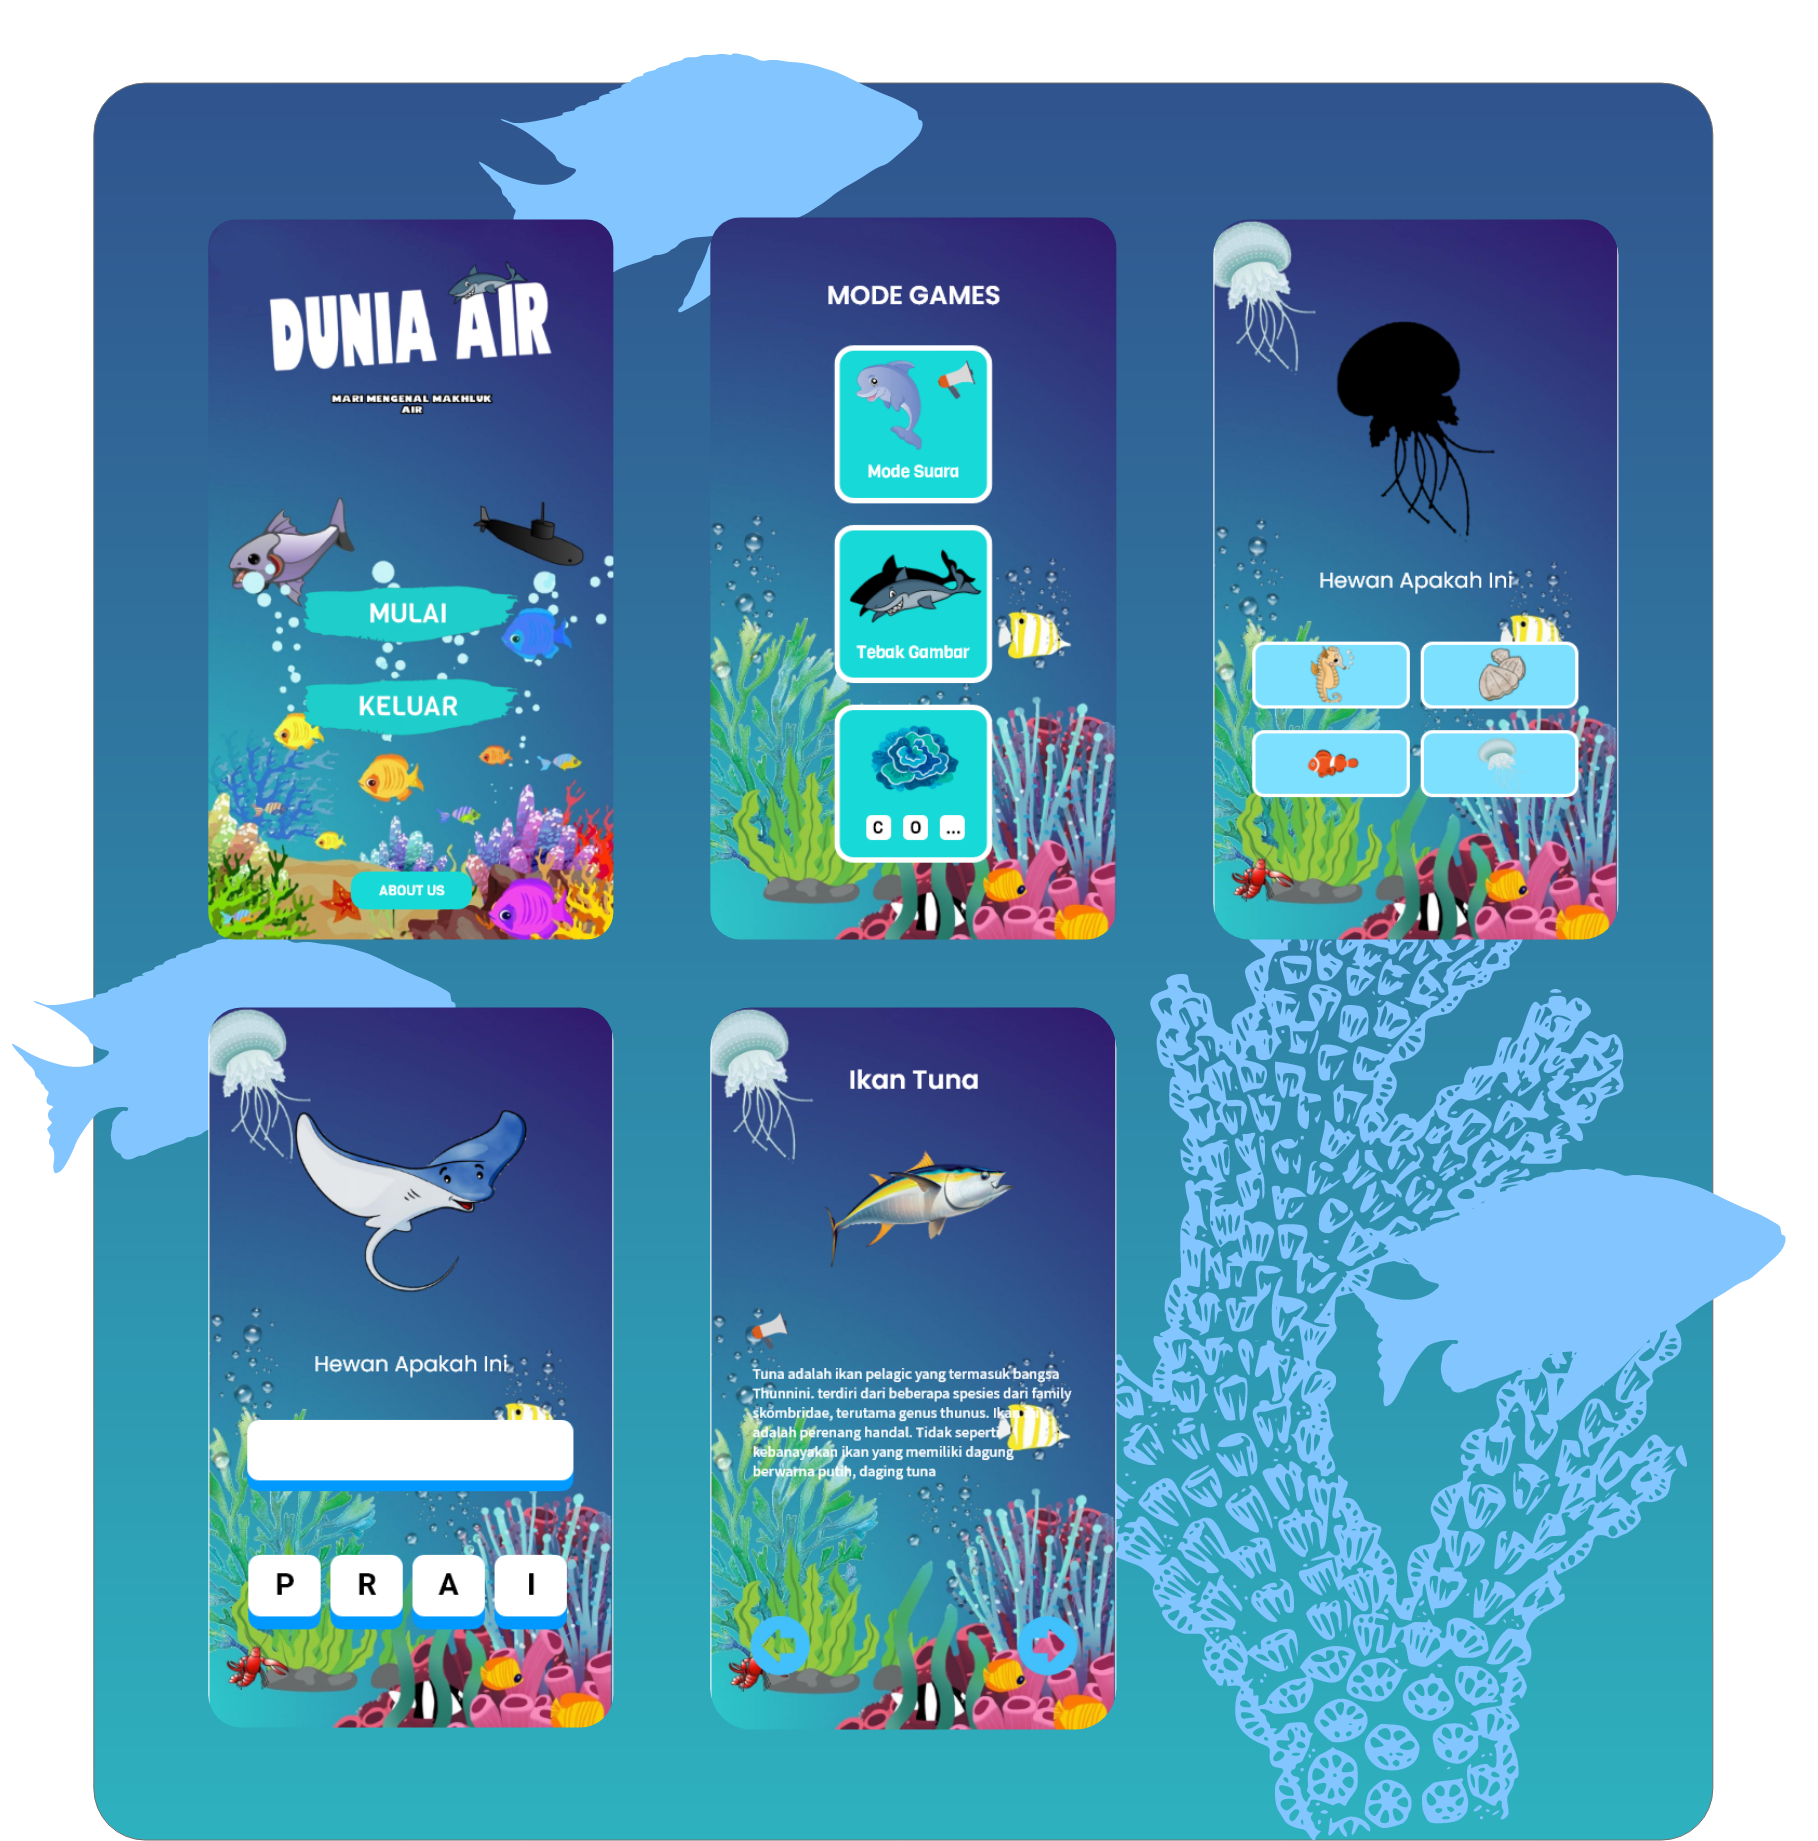 DUNIA AIR
MARI MENGENAL MAKHLUK
AIR
MULAI
KELUAR
ABOUT US
MODE GAMES
Mode Suara
Tebak Gambar
C O ...
Hewan Apakah Ini
Hewan Apakah Ini
P R A I
Ikan Tuna
Tuna adalah ikan pelagic yang termasuk bangsa
Thunnini. terdiri dari beberapa spesies dari family
skombridae, terutama genus thunus. Ikan
adalah perenang handal. Tidak seperti
kebanayakan ikan yang memiliki dagung
berwarna putih, daging tuna